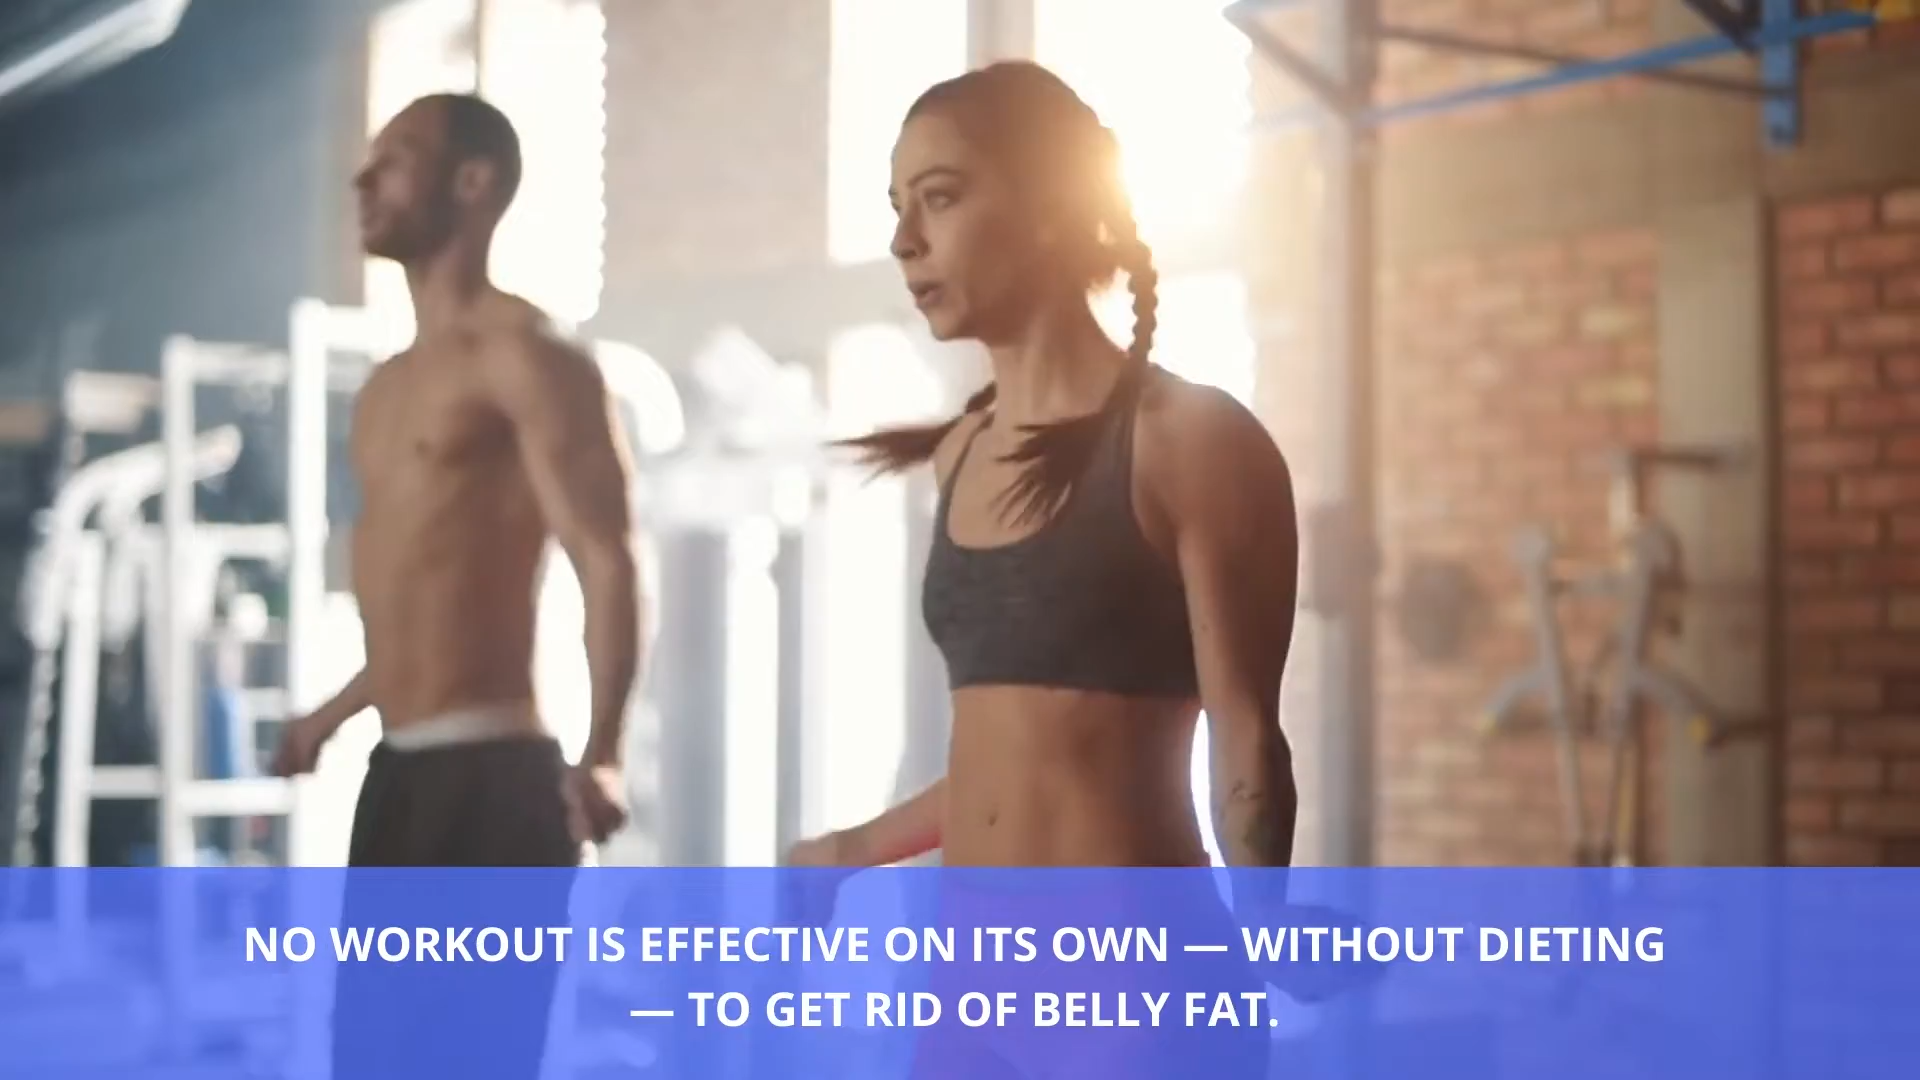 NO WORKOUT IS EFFECTIVE ON ITS OWN — WITHOUT DIETING
— TO GET RID OF BELLY FAT.